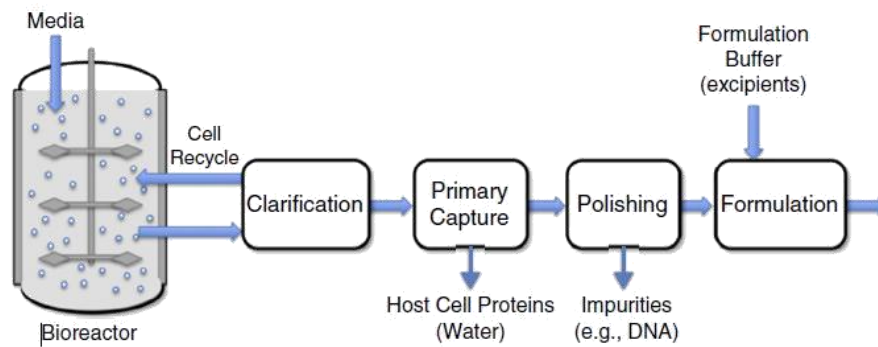 Media
Formulation
Buffer
(excipients)
Cell
Recycle
Clarification
Primary
Capture
Polishing
Formulation
Host Cell Proteins
(Water)
Impurities
(e.g., DNA)
Bioreactor